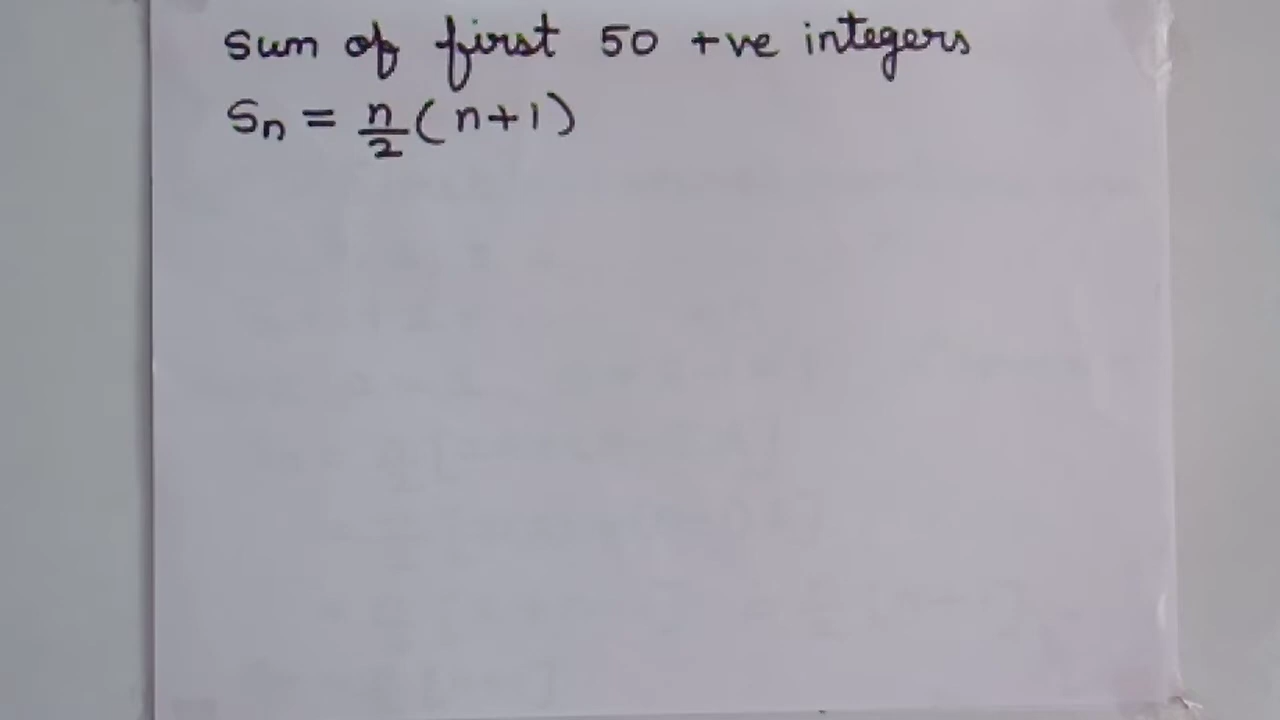 sum of first 50 +ve integers
Sn = n/2 (n+1)